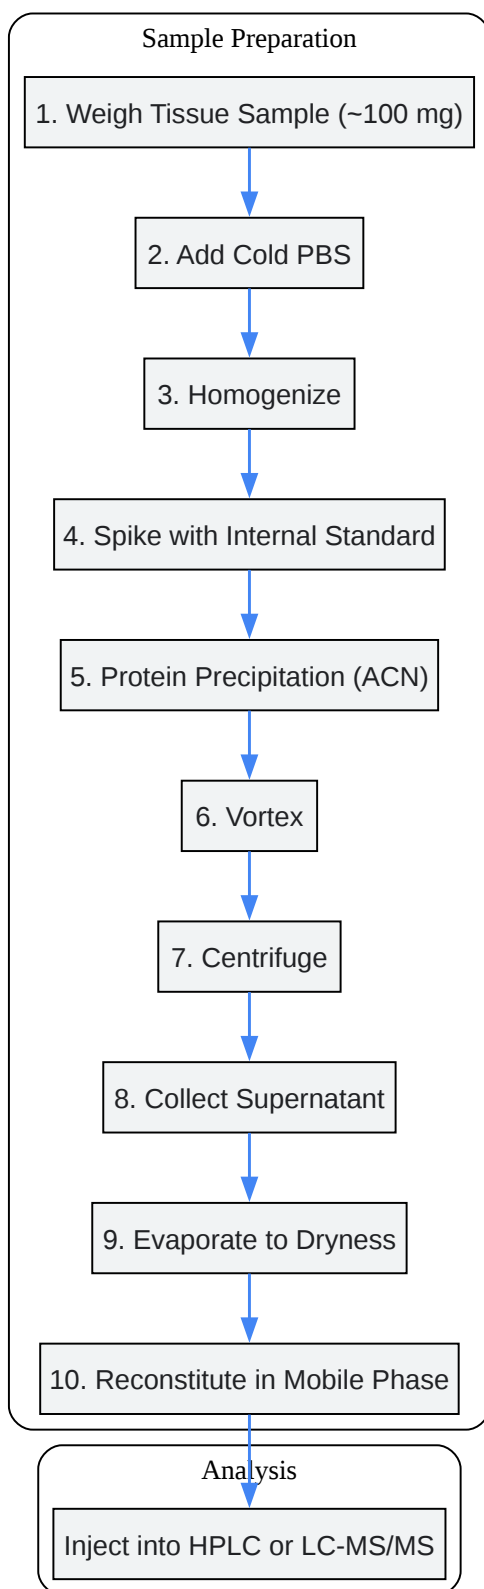 Sample Preparation
1. Weigh Tissue Sample (~100 mg)
2. Add Cold PBS
3. Homogenize
4. Spike with Internal Standard
5. Protein Precipitation (ACN)
6. Vortex
7. Centrifuge
8. Collect Supernatant
9. Evaporate to Dryness
10. Reconstitute in Mobile Phase
Analysis
Inject into HPLC or LC-MS/MS